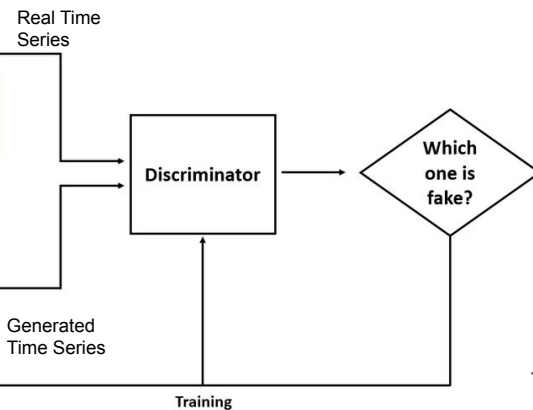 Real Time
Series
Discriminator
Which
one is
fake?
Generated
Time Series
Training